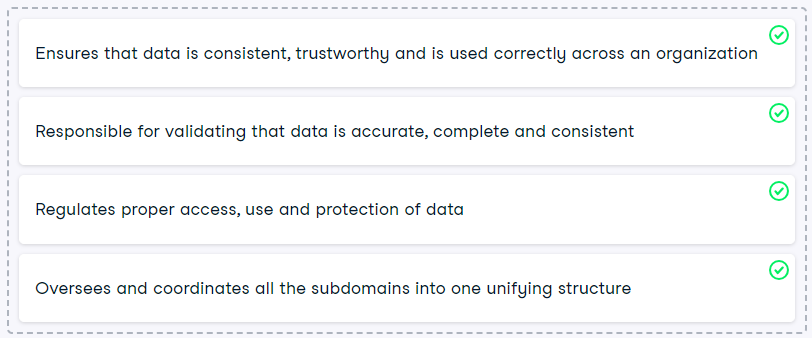 Ensures that data is consistent, trustworthy and is used correctly across an organization
Responsible for validating that data is accurate, complete and consistent
Regulates proper access, use and protection of data
Oversees and coordinates all the subdomains into one unifying structure